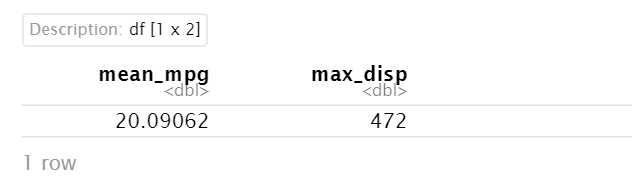 Description: df [1 x 2]
mean_mpg max_disp
<dbl> <dbl>
20.09062 472
1 row